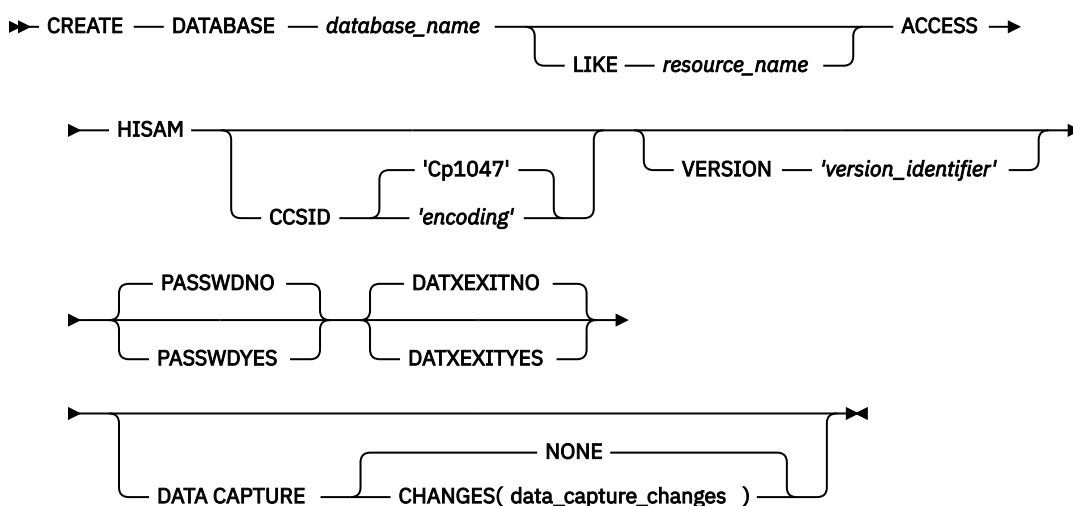 CREATE DATABASE database_name ACCESS
LIKE resource_name
HISAM
'Cp1047' VERSION 'version_identifier'
CCSID 'encoding'
PASSWDNO DATXEXITNO
PASSWDYES DATXEXITYES
NONE
DATA CAPTURE CHANGES( data_capture_changes )